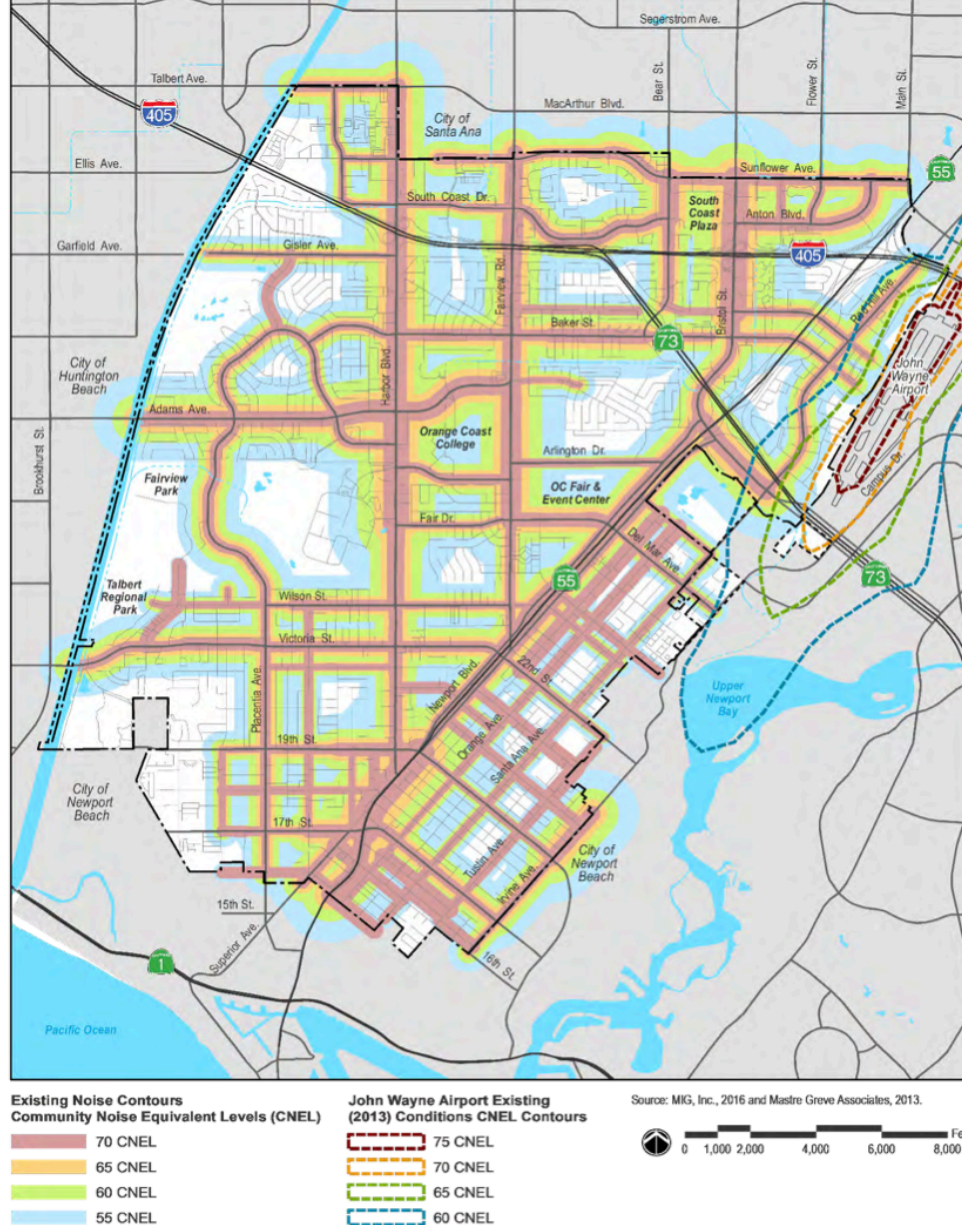 Segerstrom Ave.
Talbert Ave.
Bear St.
Flower St.
Main St.
405
MacArthur Blvd.
City of
Santa Ana
Ellis Ave.
Sunflower Ave.
55
South Coast Dr.
South
Coast
Plaza
Anton Blvd.
Garfield Ave.
Gisler Ave.
405
Fairview Rd.
Red Hill Ave.
Bristol St.
Baker St.
73
City of
Huntington
Beach
Harbor Blvd.
John
Wayne
Airport
Adams Ave.
Orange Coast
College
Brookhurst St.
Arlington Dr.
Fairview
Park
OC Fair &
Event Center
Campus Dr
Fair Dr.
Del Mar Ave.
55
73
Talbert
Regional
Park
Wilson St.
Victoria St.
22nd St.
Placentia Ave
Newport Blvd.
Upper
Newport
Bay
Orange Ave.
Santa Ana Ave.
19th St.
City of
Newport
Beach
17th St.
City of
Newport
Beach
Tustin Ave.
Irvine Ave.
15th St.
Superior Ave.
16th St.
1
Pacific Ocean
Existing Noise Contours
Community Noise Equivalent Levels (CNEL)
70 CNEL
65 CNEL
60 CNEL
55 CNEL
John Wayne Airport Existing
(2013) Conditions CNEL Contours
75 CNEL
70 CNEL
65 CNEL
60 CNEL
Source: MIG, Inc., 2016 and Mastre Greve Associates, 2013.
Fe
0 1,000 2,000 4,000 6,000 8,000